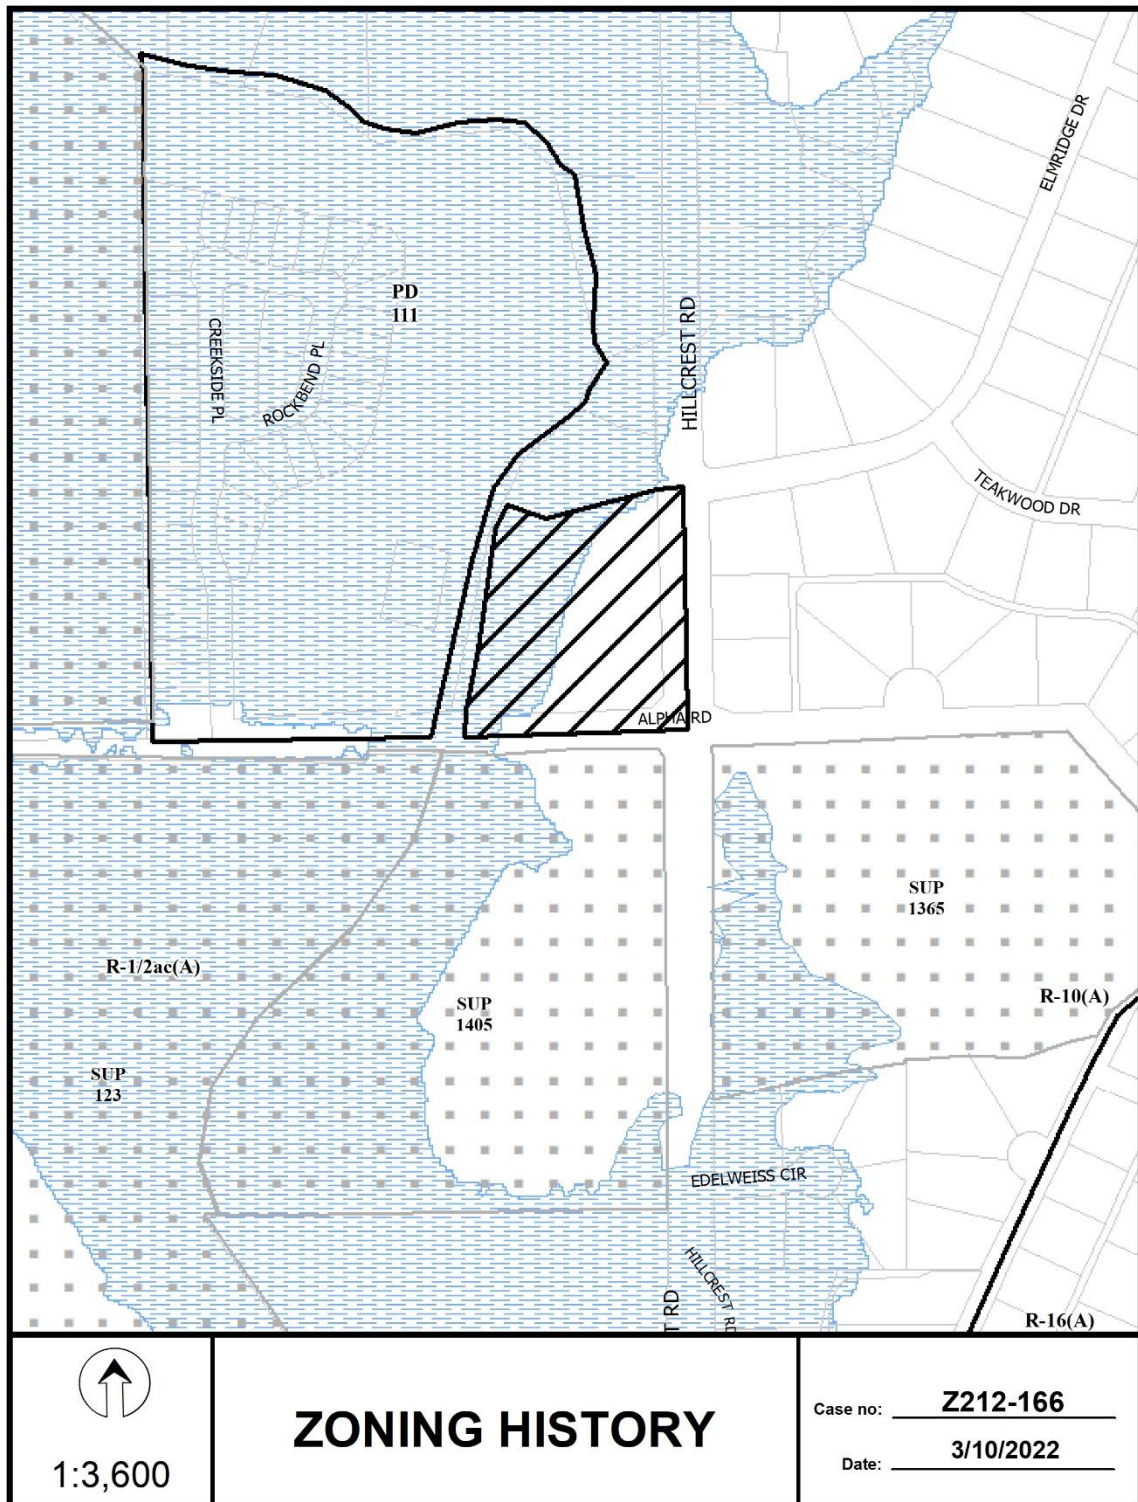 ELMRIDGE DR
PD
111
HILLCREST RD
CREEKSIDE PL
ROCKBEND PL
TEAKWOOD DR
ALPHA RD
SUP
1365
R-1/2ac(A)
R-10(A)
SUP
1405
SUP
123
EDELWEISS CIR
HILLCREST RD
T RD
R-16(A)
1:3,600
ZONING HISTORY
Case no: Z212-166
Date: 3/10/2022